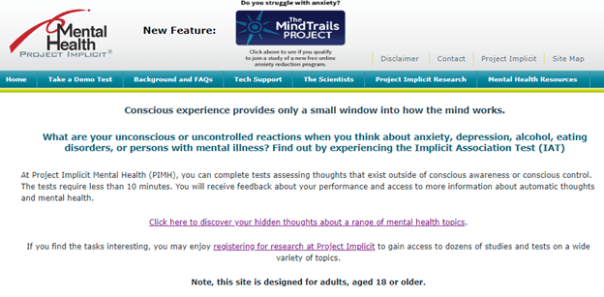 Do you struggle with anxiety?
Mental
Health
PROJECT IMPLICIT®
New Feature:
The
MindTrails
PROJECT
Click above to see if you qualify
to join a study of a new free online
anxiety reduction program.
Disclaimer | Contact | Project Implicit | Site Map
Home Take a Demo Test Background and FAQs Tech Support The Scientists Project Implicit Research Mental Health Resources
Conscious experience provides only a small window into how the mind works.
What are your unconscious or uncontrolled reactions when you think about anxiety, depression, alcohol, eating
disorders, or persons with mental illness? Find out by experiencing the Implicit Association Test (IAT)
At Project Implicit Mental Health (PIMH), you can complete tests assessing thoughts that exist outside of conscious awareness or conscious control.
The tests require less than 10 minutes. You will receive feedback about your performance and access to more information about automatic thoughts
and mental health.
Click here to discover your hidden thoughts about a range of mental health topics.
If you find the tasks interesting, you may enjoy registering for research at Project Implicit to gain access to dozens of studies and tests on a wide
variety of topics.
Note, this site is designed for adults, aged 18 or older.